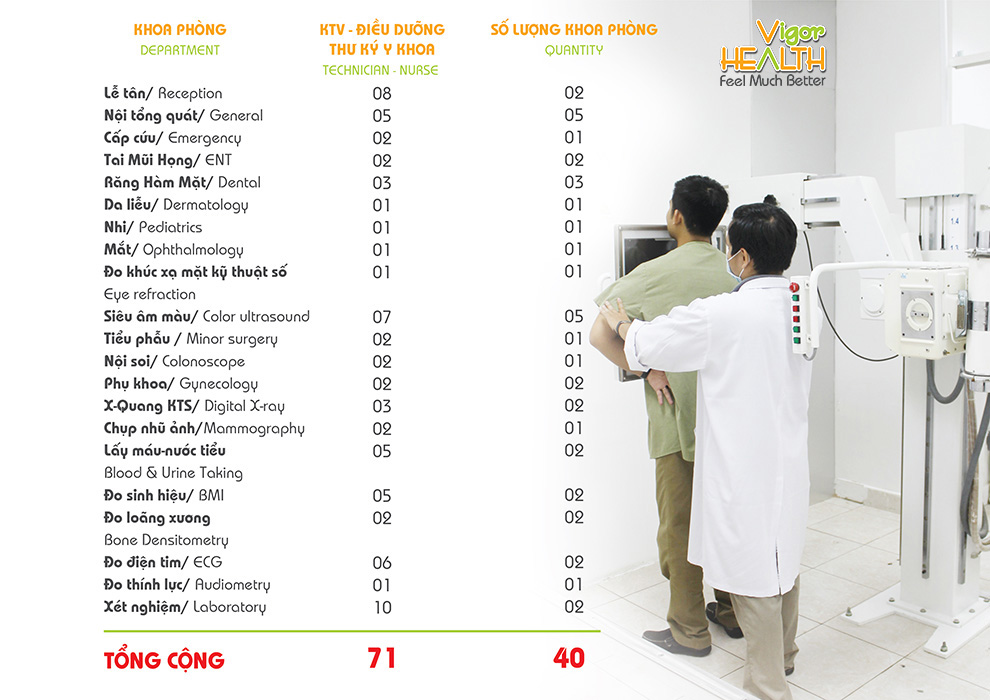 KHOA PHÒNG KTV - ĐIỀU DƯỠNG SỐ LƯỢNG KHOA PHÒNG
DEPARTMENT THƯ KÝ Y KHOA QUANTITY
TECHNICIAN - NURSE
Vigor
HEALTH
Feel Much Better
Lễ tân/ Reception 08 02
Nội tổng quát/ General 05 05
Cấp cứu/ Emergency 02 01
Tai Mũi Họng/ ENT 02 02
Răng Hàm Mặt/ Dental 03 03
Da liễu/ Dermatology 01 01
Nhi/ Pediatrics 01 01
Mắt/ Ophthalmology 01 01
Đo khúc xạ mặt kỹ thuật số 01 01
Eye refraction
Siêu âm màu/ Color ultrasound 07 05
Tiểu phẫu / Minor surgery 02 01
Nội soi/ Colonoscope 02 01
Phụ khoa/ Gynecology 02 02
X-Quang KTS/ Digital X-ray 03 02
Chụp nhũ ảnh/Mammography 02 01
Lấy máu-nước tiểu 05 02
Blood & Urine Taking
Đo sinh hiệu/ BMI 05 02
Đo loãng xương 02 02
Bone Densitometry
Đo điện tim/ ECG 06 02
Đo thính lực/ Audiometry 01 01
Xét nghiệm/ Laboratory 10 02
TỔNG CỘNG 71 40